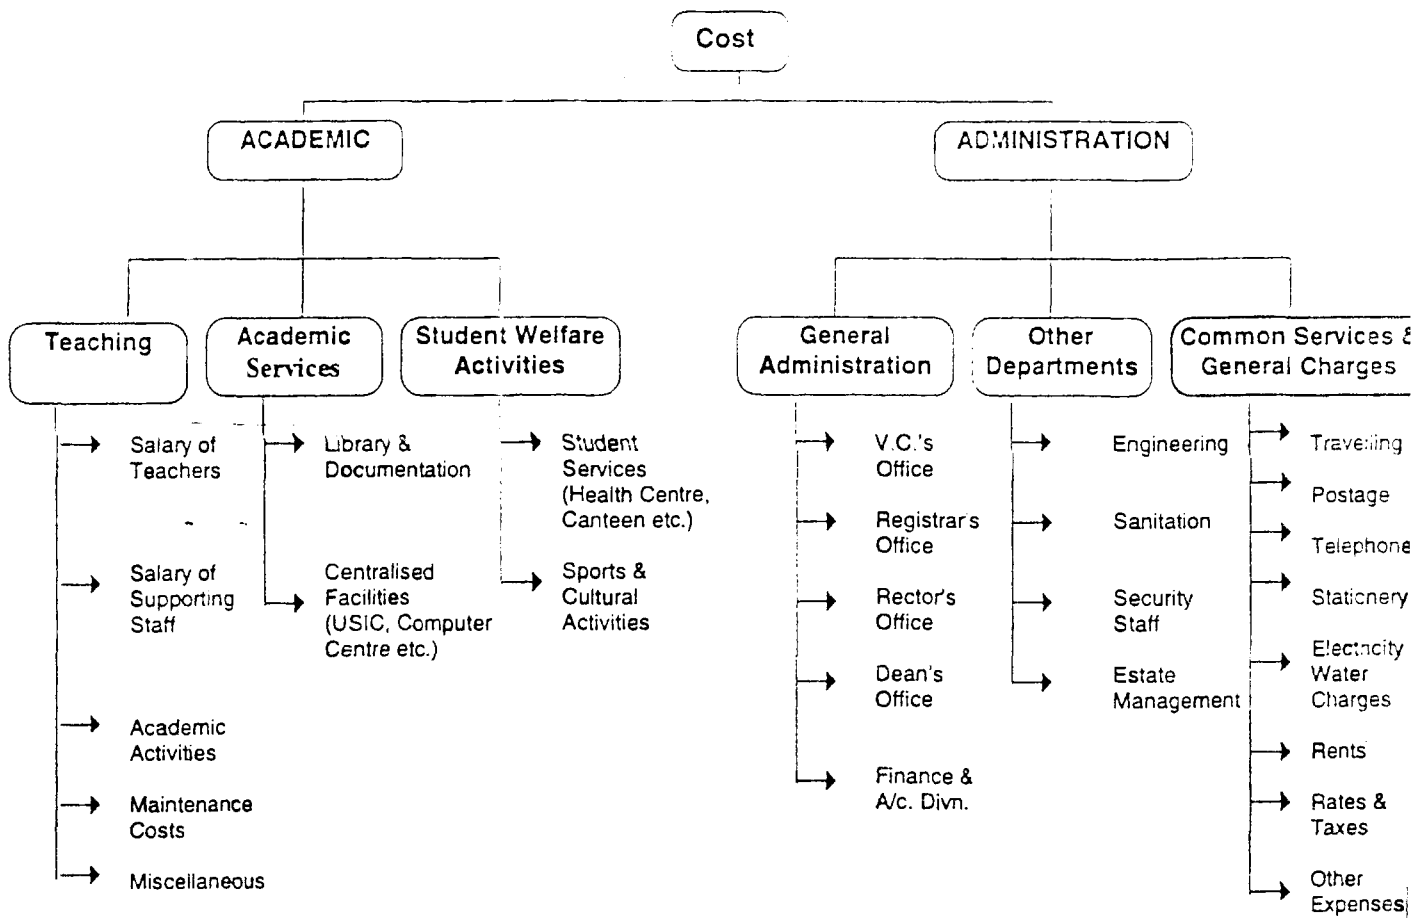 Cost
ACADEMIC
ADMINISTRATION
Teaching
Academic
Services
Student Welfare
Activities
General
Administration
Other
Departments
Common Services &
General Charges
Salary of
Teachers
Salary of
Supporting
Staff
Academic
Activities
Maintenance
Costs
Miscellaneous
Library &
Documentation
Centralised
Facilities
(USIC, Computer
Centre etc.)
Student
Services
(Health Centre,
Canteen etc.)
Sports &
Cultural
Activities
V.C.'s
Office
Registrar's
Office
Rector's
Office
Dean's
Office
Finance &
A/c. Divn.
Engineering
Sanitation
Security
Staff
Estate
Management
Travelling
Postage
Telephone
Stationery
Electricity
Water
Charges
Rents
Rates &
Taxes
Other
Expenses